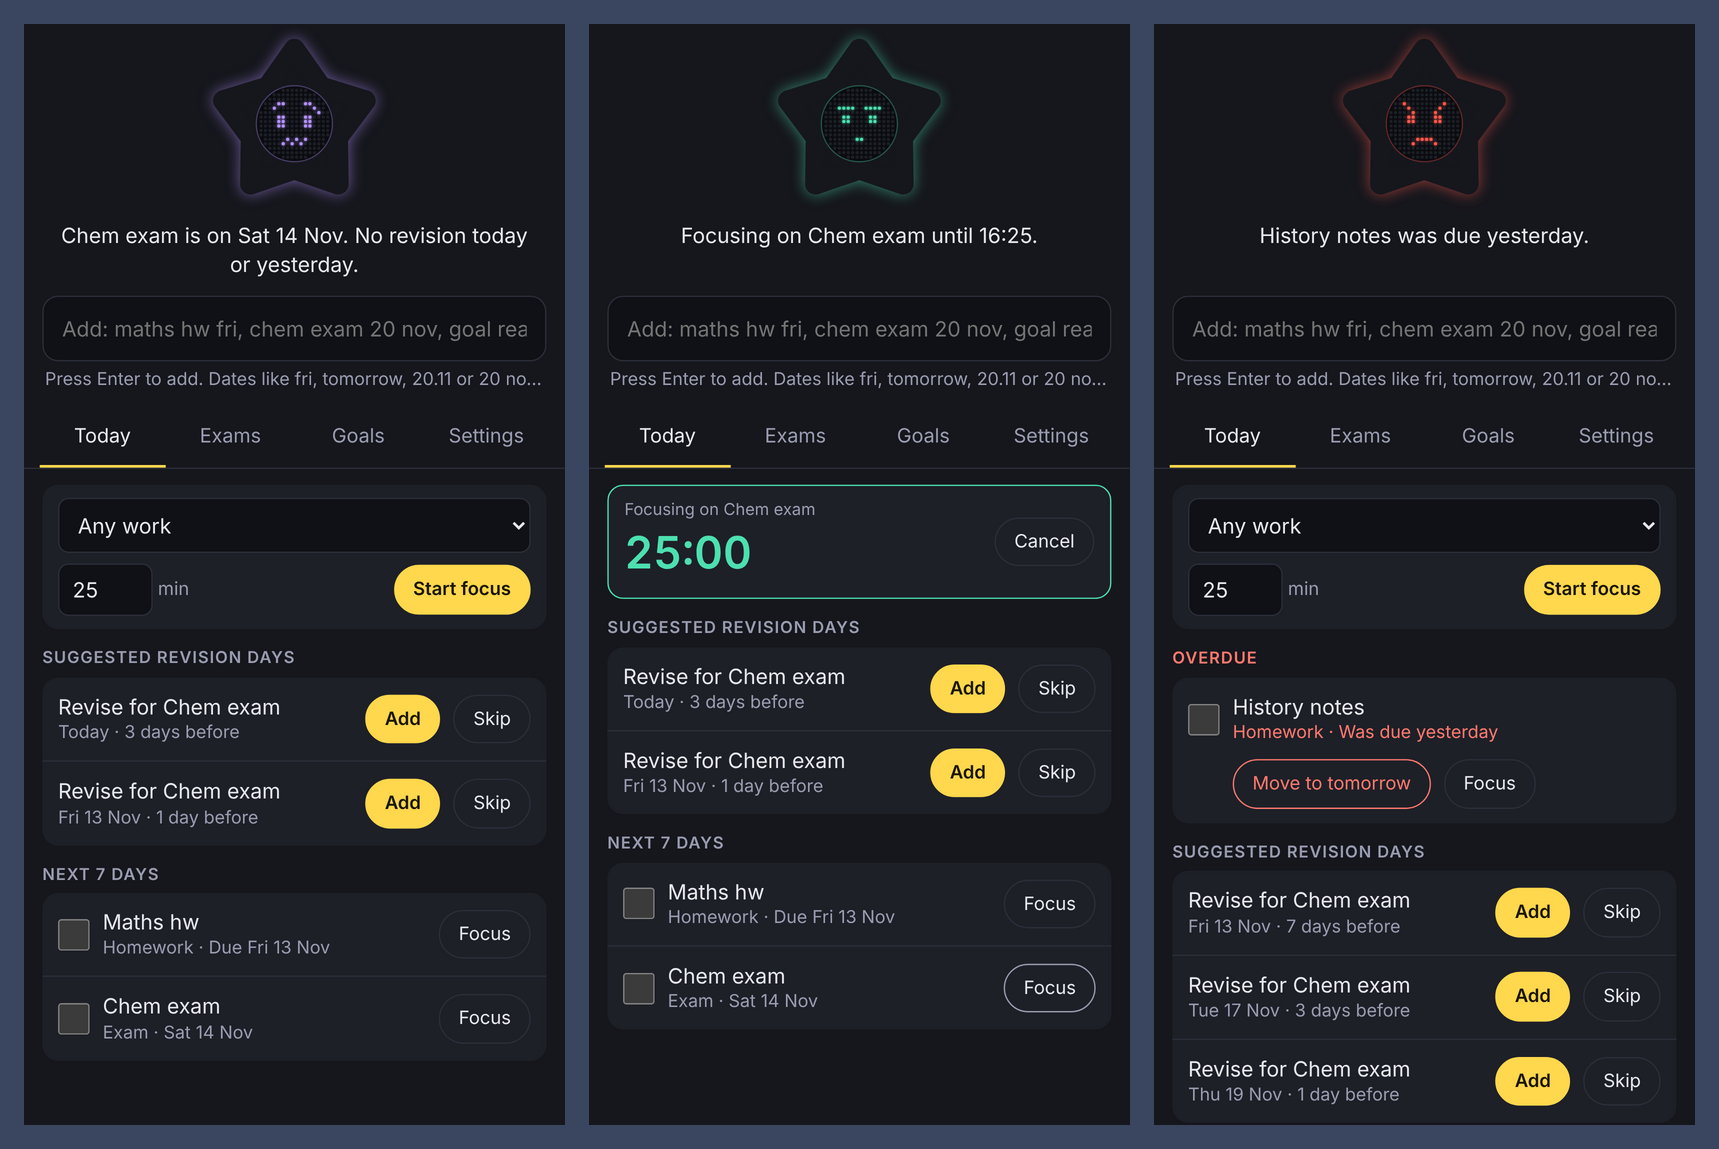 Chem exam is on Sat 14 Nov. No revision today
or yesterday.
Add: maths hw fri, chem exam 20 nov, goal rea
Press Enter to add. Dates like fri, tomorrow, 20.11 or 20 no...
Today Exams Goals Settings
Any work
25 min Start focus
SUGGESTED REVISION DAYS
Revise for Chem exam
Today · 3 days before
Add Skip
Revise for Chem exam
Fri 13 Nov · 1 day before
Add Skip
NEXT 7 DAYS
Maths hw
Homework · Due Fri 13 Nov
Focus
Chem exam
Exam · Sat 14 Nov
Focus
Focusing on Chem exam until 16:25.
Add: maths hw fri, chem exam 20 nov, goal rea
Press Enter to add. Dates like fri, tomorrow, 20.11 or 20 no...
Today Exams Goals Settings
Focusing on Chem exam
25:00
Cancel
SUGGESTED REVISION DAYS
Revise for Chem exam
Today · 3 days before
Add Skip
Revise for Chem exam
Fri 13 Nov · 1 day before
Add Skip
NEXT 7 DAYS
Maths hw
Homework · Due Fri 13 Nov
Focus
Chem exam
Exam · Sat 14 Nov
Focus
History notes was due yesterday.
Add: maths hw fri, chem exam 20 nov, goal rea
Press Enter to add. Dates like fri, tomorrow, 20.11 or 20 no...
Today Exams Goals Settings
Any work
25 min Start focus
OVERDUE
History notes
Homework · Was due yesterday
Move to tomorrow Focus
SUGGESTED REVISION DAYS
Revise for Chem exam
Fri 13 Nov · 7 days before
Add Skip
Revise for Chem exam
Tue 17 Nov · 3 days before
Add Skip
Revise for Chem exam
Thu 19 Nov · 1 day before
Add Skip